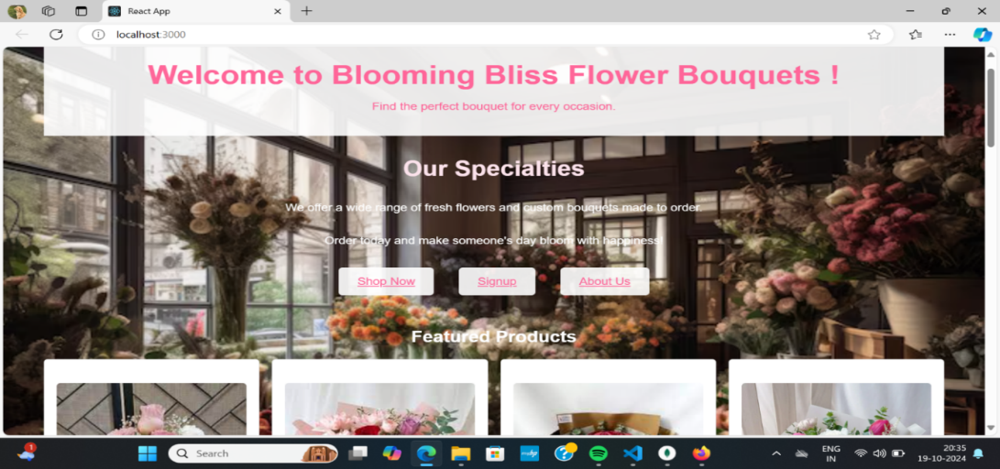 React App
localhost:3000
Welcome to Blooming Bliss Flower Bouquets !
Find the perfect bouquet for every occasion.
Our Specialties
We offer a wide range of fresh flowers and custom bouquets made to order.
Order today and make someone's day bloom with happiness!
Shop Now Signup About Us
Featured Products
1
Search
ENG
IN
20:35
19-10-2024